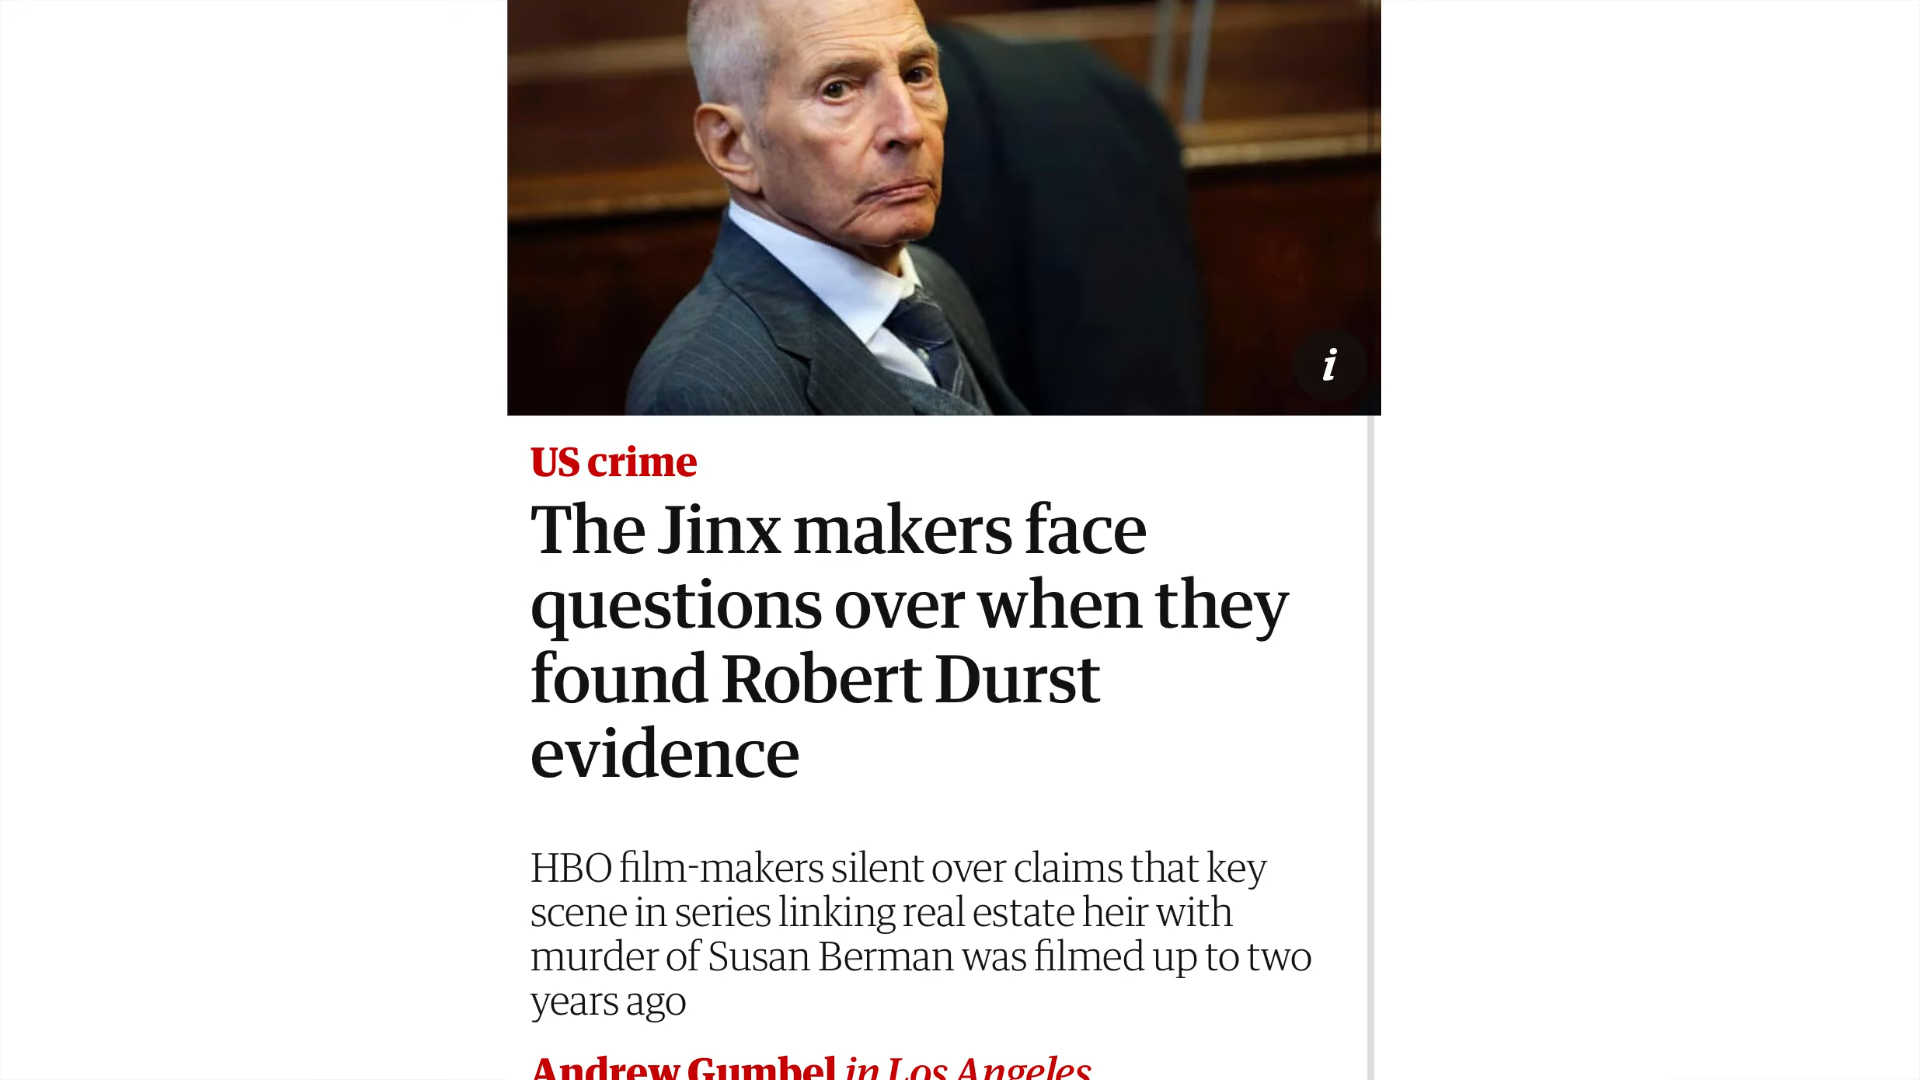 i
US crime
The Jinx makers face
questions over when they
found Robert Durst
evidence
HBO film-makers silent over claims that key
scene in series linking real estate heir with
murder of Susan Berman was filmed up to two
years ago
Andrew Gumbel in Los Angeles